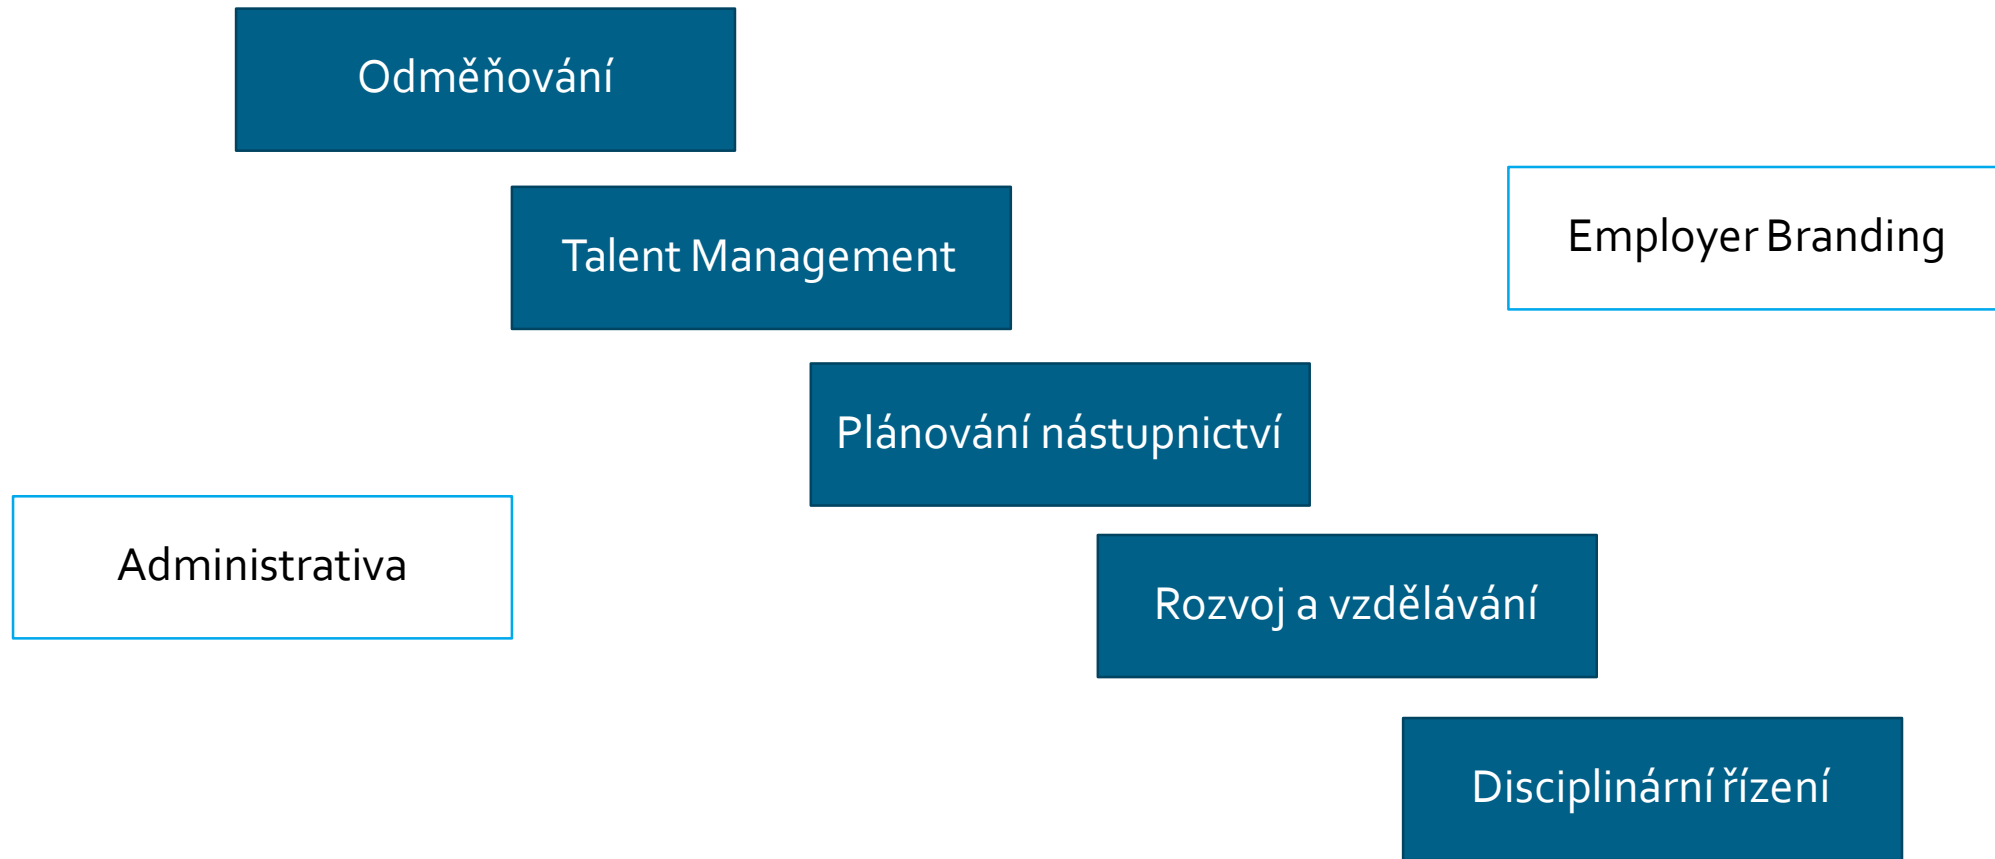 Odměňování
Employer Branding
Talent Management
Plánování nástupnictví
Administrativa
Rozvoj a vzdělávání
Disciplinární řízení